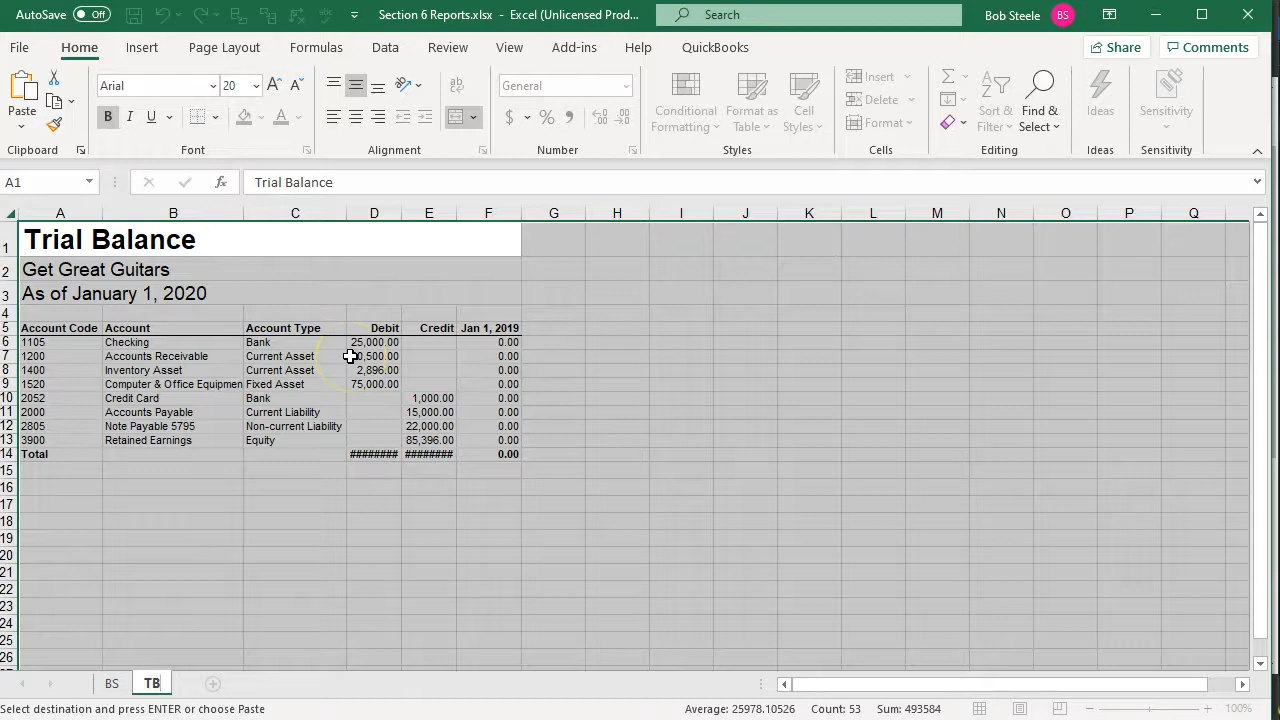 AutoSave Off Section 6 Reports.xlsx - Excel (Unlicensed Prod... Search Bob Steele BS
File Home Insert Page Layout Formulas Data Review View Add-ins Help QuickBooks Share Comments
Paste Arial 20 General Conditional Formatting Format as Table Cell Styles Insert Delete Format Sort & Filter Find & Select Ideas Sensitivity
Clipboard Font Alignment Number Styles Cells Editing Ideas Sensitivity
A1 fx Trial Balance
A B C D E F G H I J K L M N O P Q
1 Trial Balance
2 Get Great Guitars
3 As of January 1, 2020
4
5 Account Code Account Account Type Debit Credit Jan 1, 2019
6 1105 Checking Bank 25,000.00 0.00
7 1200 Accounts Receivable Current Asset 0,500.00 0.00
8 1400 Inventory Asset Current Asset 2,896.00 0.00
9 1520 Computer & Office Equipmen Fixed Asset 75,000.00 0.00
10 2052 Credit Card Bank 1,000.00 0.00
11 2000 Accounts Payable Current Liability 15,000.00 0.00
12 2805 Note Payable 5795 Non-current Liability 22,000.00 0.00
13 3900 Retained Earnings Equity 85,396.00 0.00
14 Total ######## ######## 0.00
15
16
17
18
19
20
21
22
23
24
25
26
BS TB
Select destination and press ENTER or choose Paste Average: 25978.10526 Count: 53 Sum: 493584 100%